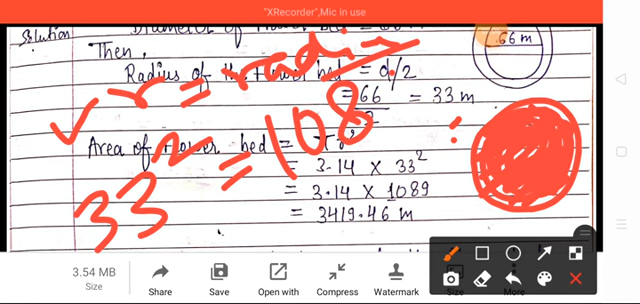 "XRecorder",Mic in use
Solution
Then,
66 m
Radius of the flower bed = d/2
= 66 = 33 m
2
r = radi
Area of flower bed = πr²
= 3.14 × 33²
= 3.14 × 1089
= 3419.46 m
33² = 108
3.54 MB
Size
Share
Save
Open with
Compress
Watermark
Size
More